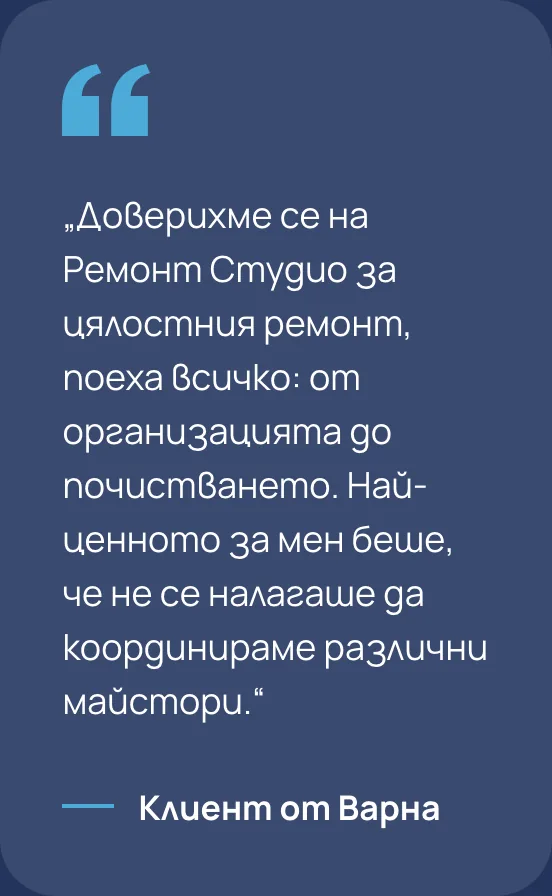 „Доверихме се на
Ремонт Студио за
цялостния ремонт,
поеха всичко: от
организацията до
почистването. Най-
ценното за мен беше,
че не се налагаше да
координираме различни
майстори.“
Клиент от Варна